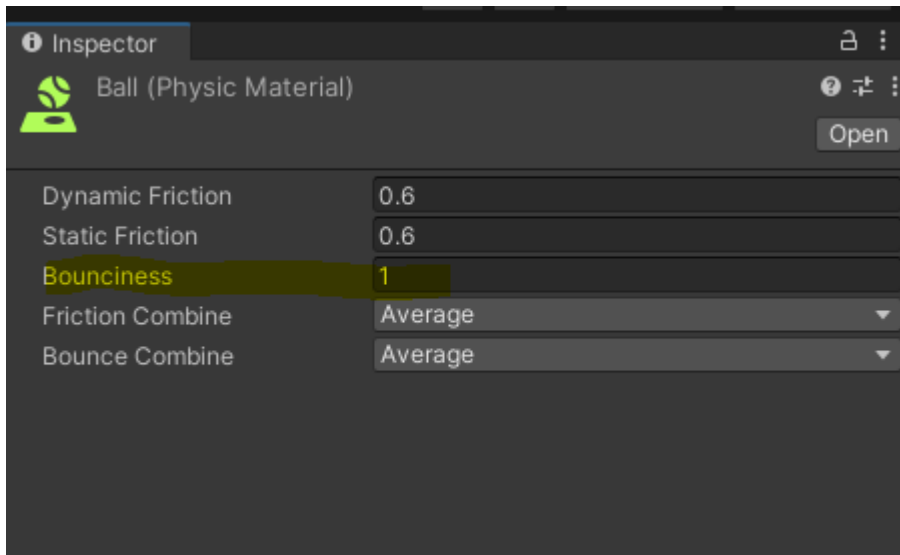 Inspector
Ball (Physic Material)
Open
Dynamic Friction 0.6
Static Friction 0.6
Bounciness 1
Friction Combine Average
Bounce Combine Average